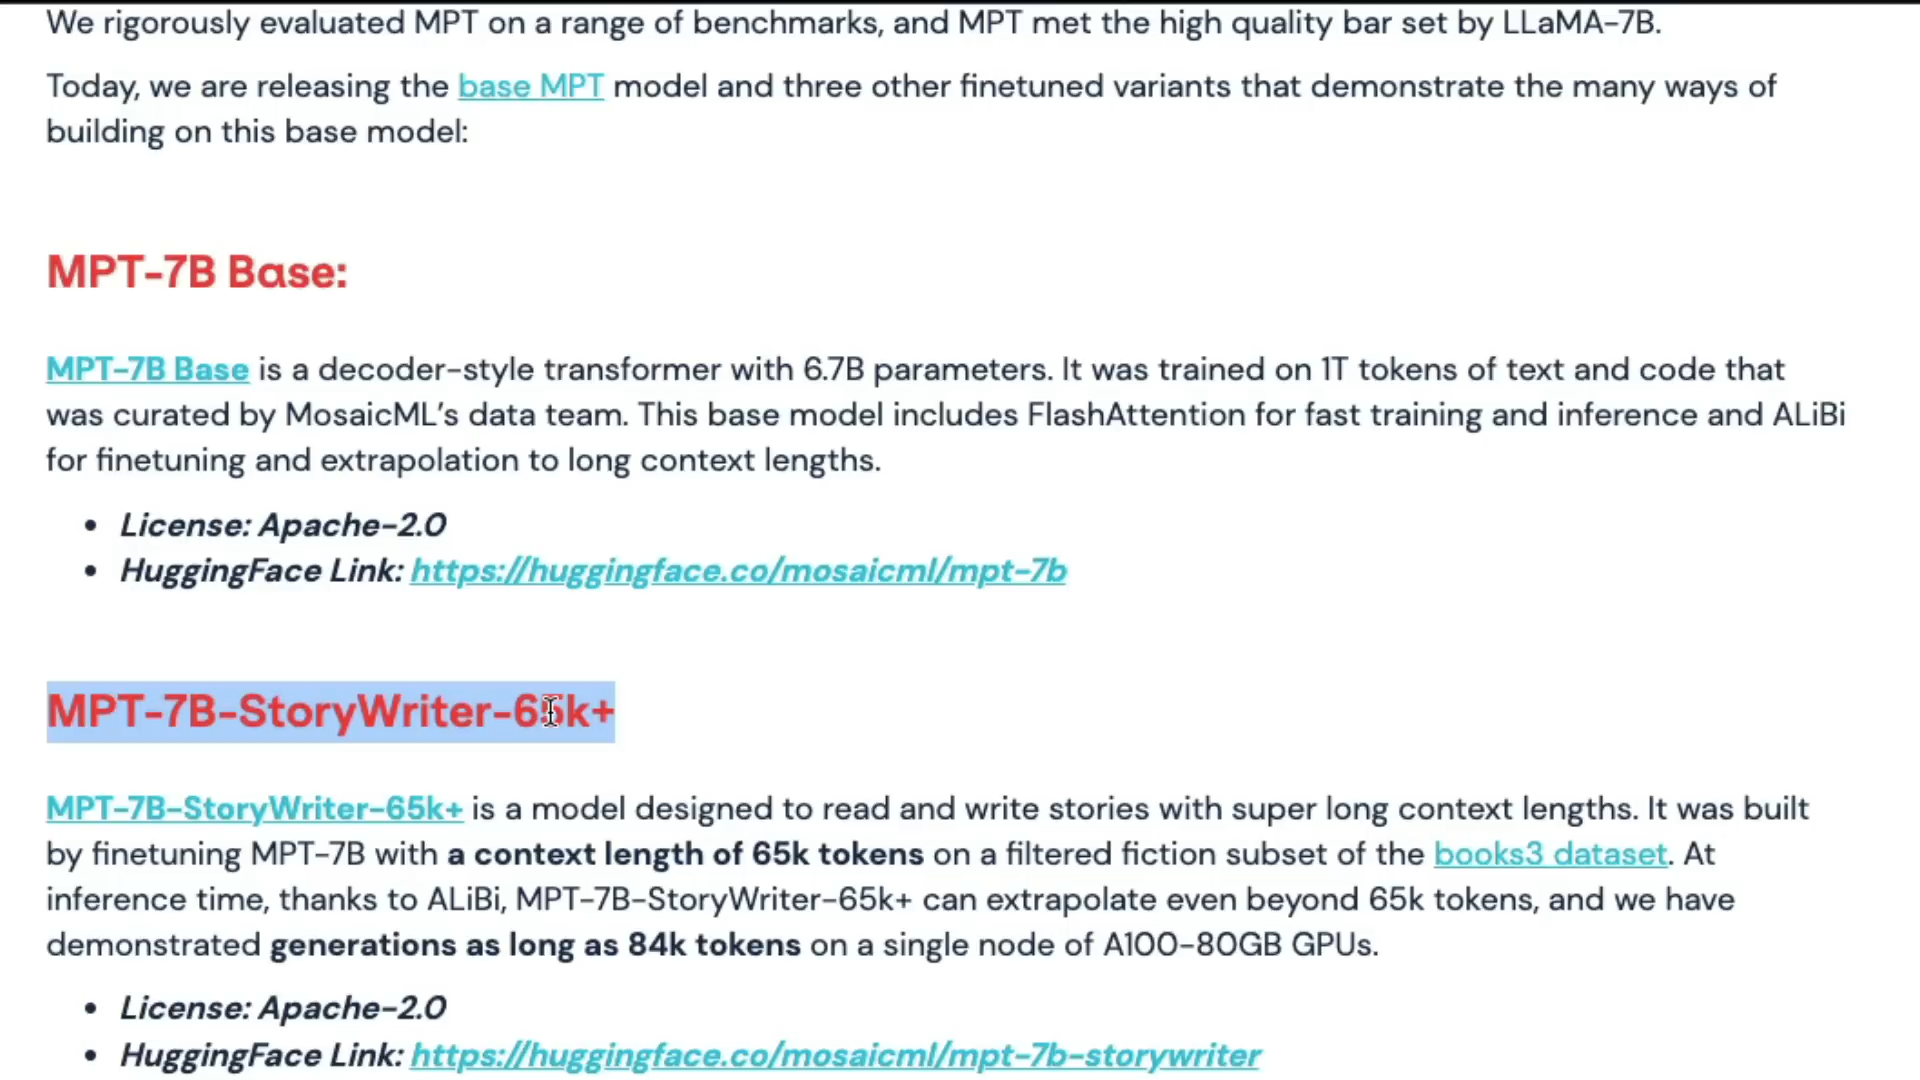 We rigorously evaluated MPT on a range of benchmarks, and MPT met the high quality bar set by LLaMA-7B.
Today, we are releasing the base MPT model and three other finetuned variants that demonstrate the many ways of
building on this base model:
MPT-7B Base:
MPT-7B Base is a decoder-style transformer with 6.7B parameters. It was trained on 1T tokens of text and code that
was curated by MosaicML's data team. This base model includes FlashAttention for fast training and inference and ALiBi
for finetuning and extrapolation to long context lengths.
• License: Apache-2.0
• HuggingFace Link: https://huggingface.co/mosaicml/mpt-7b
MPT-7B-StoryWriter-65k+
MPT-7B-StoryWriter-65k+ is a model designed to read and write stories with super long context lengths. It was built
by finetuning MPT-7B with a context length of 65k tokens on a filtered fiction subset of the books3 dataset. At
inference time, thanks to ALiBi, MPT-7B-StoryWriter-65k+ can extrapolate even beyond 65k tokens, and we have
demonstrated generations as long as 84k tokens on a single node of A100-80GB GPUs.
• License: Apache-2.0
• HuggingFace Link: https://huggingface.co/mosaicml/mpt-7b-storywriter